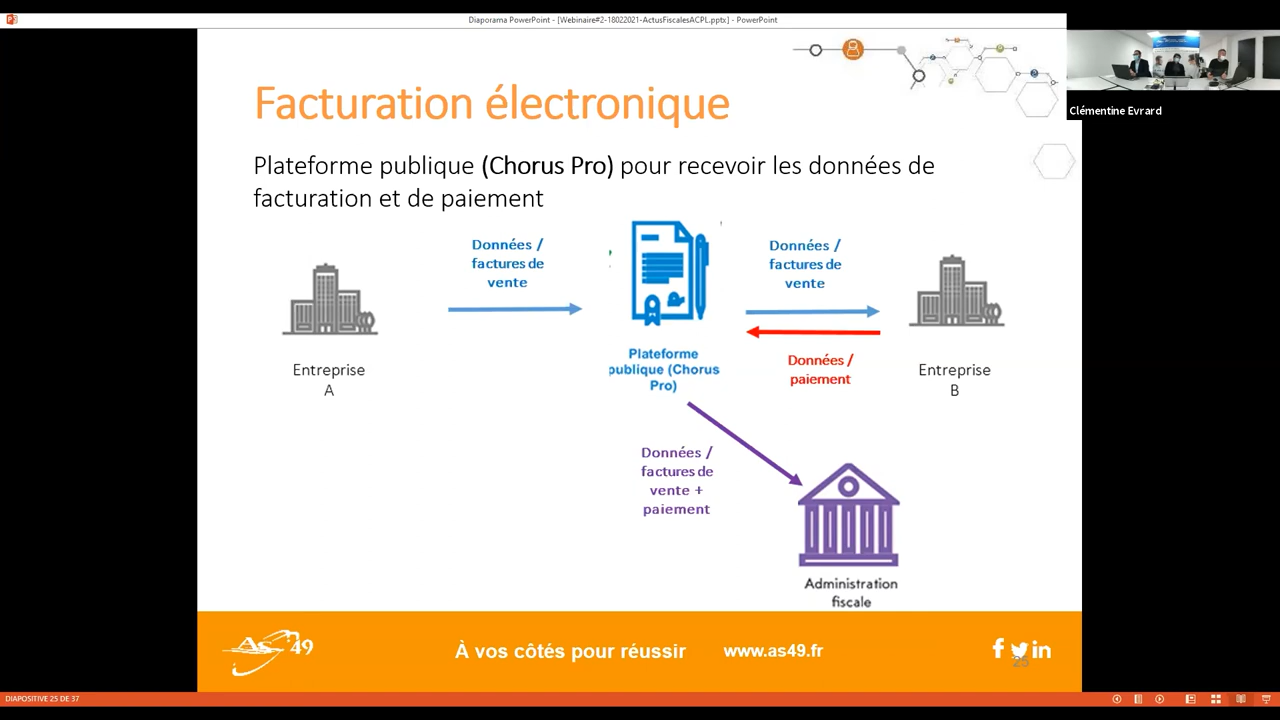 Diaporama PowerPoint - [Webinaire#2-18022021-ActusFiscalesACPL.pptx] - PowerPoint
Clémentine Evrard
Facturation électronique
Plateforme publique (Chorus Pro) pour recevoir les données de
facturation et de paiement
Données /
factures de
vente
Données /
factures de
vente
Entreprise
A
Plateforme
publique (Chorus
Pro)
Données /
paiement
Entreprise
B
Données /
factures de
vente +
paiement
Administration
fiscale
As 49
À vos côtés pour réussir
www.as49.fr
25
DIAPOSITIVE 25 DE 37